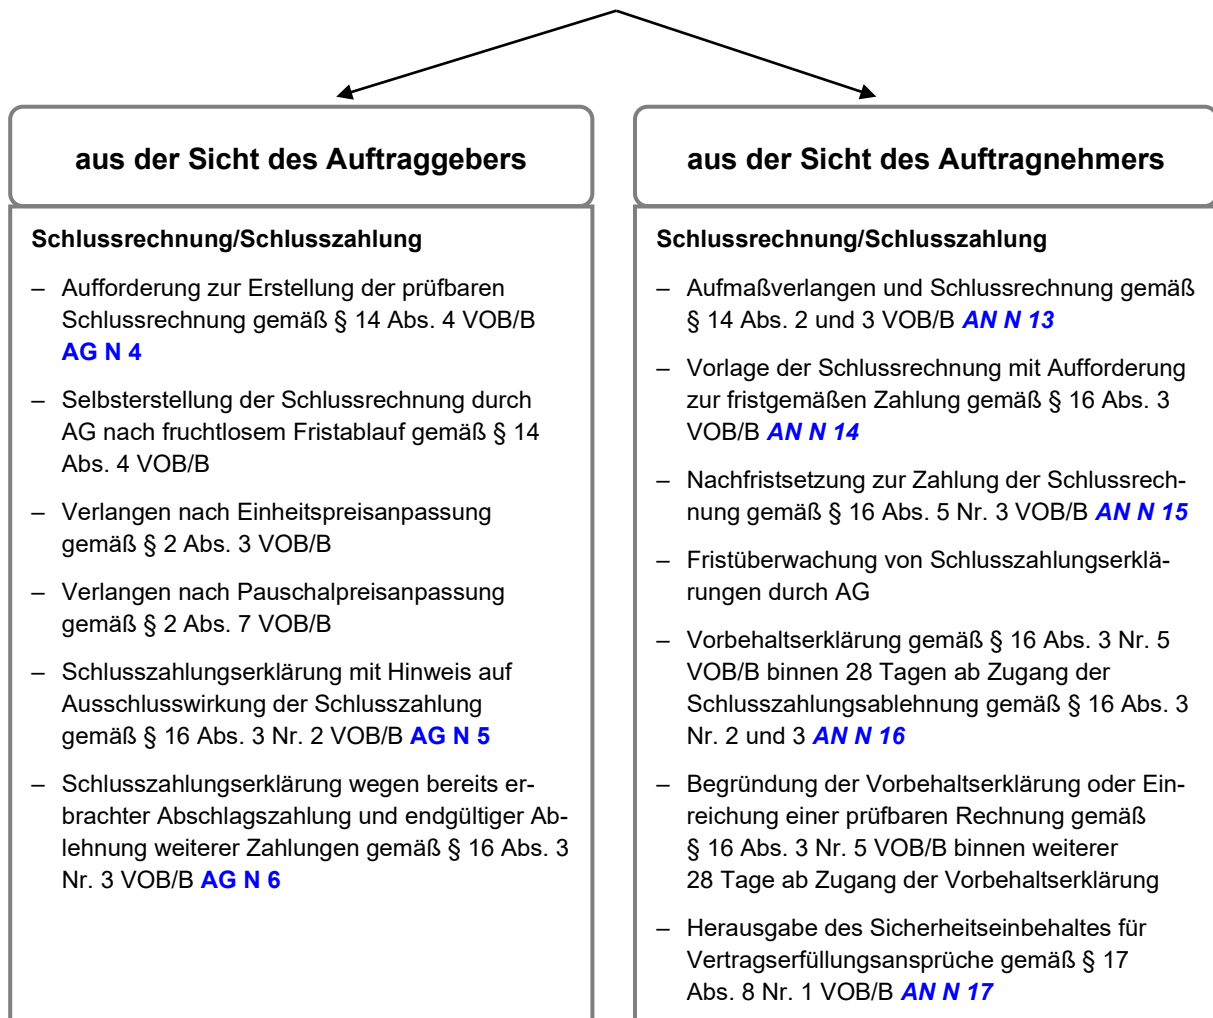 aus der Sicht des Auftraggebers
Schlussrechnung/Schlusszahlung
– Aufforderung zur Erstellung der prüfbaren
Schlussrechnung gemäß § 14 Abs. 4 VOB/B
AG N 4
– Selbsterstellung der Schlussrechnung durch
AG nach fruchtlosem Fristablauf gemäß § 14
Abs. 4 VOB/B
– Verlangen nach Einheitspreisanpassung
gemäß § 2 Abs. 3 VOB/B
– Verlangen nach Pauschalpreisanpassung
gemäß § 2 Abs. 7 VOB/B
– Schlusszahlungserklärung mit Hinweis auf
Ausschlusswirkung der Schlusszahlung
gemäß § 16 Abs. 3 Nr. 2 VOB/B AG N 5
– Schlusszahlungserklärung wegen bereits er-
brachter Abschlagszahlung und endgültiger Ab-
lehnung weiterer Zahlungen gemäß § 16 Abs. 3
Nr. 3 VOB/B AG N 6
aus der Sicht des Auftragnehmers
Schlussrechnung/Schlusszahlung
– Aufmaßverlangen und Schlussrechnung gemäß
§ 14 Abs. 2 und 3 VOB/B AN N 13
– Vorlage der Schlussrechnung mit Aufforderung
zur fristgemäßen Zahlung gemäß § 16 Abs. 3
VOB/B AN N 14
– Nachfristsetzung zur Zahlung der Schlussrech-
nung gemäß § 16 Abs. 5 Nr. 3 VOB/B AN N 15
– Fristüberwachung von Schlusszahlungserklä-
rungen durch AG
– Vorbehaltserklärung gemäß § 16 Abs. 3 Nr. 5
VOB/B binnen 28 Tagen ab Zugang der
Schlusszahlungsablehnung gemäß § 16 Abs. 3
Nr. 2 und 3 AN N 16
– Begründung der Vorbehaltserklärung oder Ein-
reichung einer prüfbaren Rechnung gemäß
§ 16 Abs. 3 Nr. 5 VOB/B binnen weiterer
28 Tage ab Zugang der Vorbehaltserklärung
– Herausgabe des Sicherheitseinbehaltes für
Vertragserfüllungsansprüche gemäß § 17
Abs. 8 Nr. 1 VOB/B AN N 17